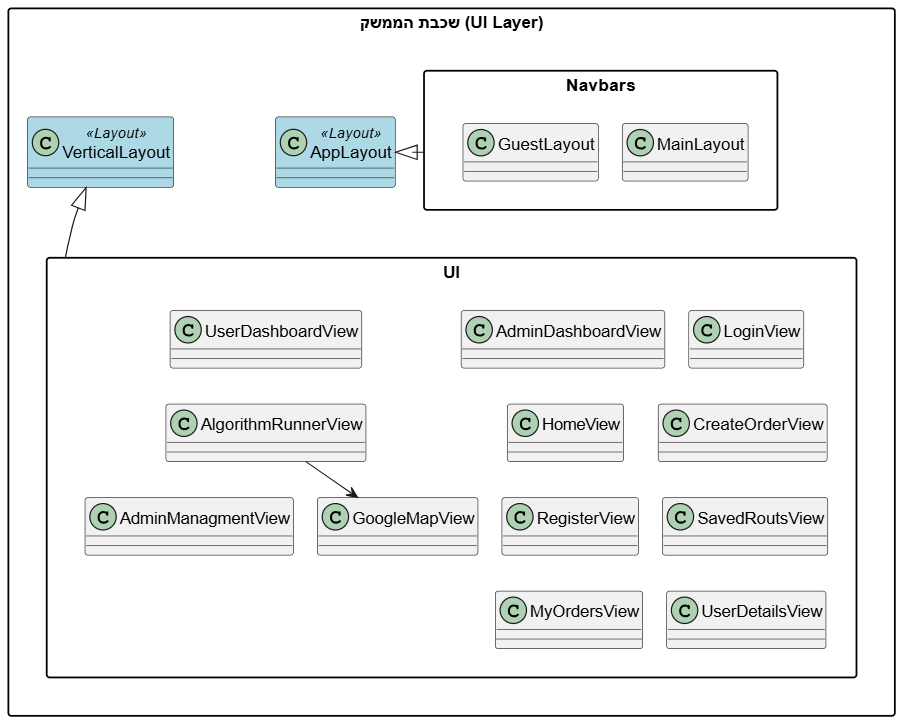 שכבת הממשק (UI Layer)
Navbars
«Layout»
C VerticalLayout
«Layout»
C AppLayout
C GuestLayout
C MainLayout
UI
C UserDashboardView
C AdminDashboardView
C LoginView
C AlgorithmRunnerView
C HomeView
C CreateOrderView
C AdminManagmentView
C GoogleMapView
C RegisterView
C SavedRoutsView
C MyOrdersView
C UserDetailsView